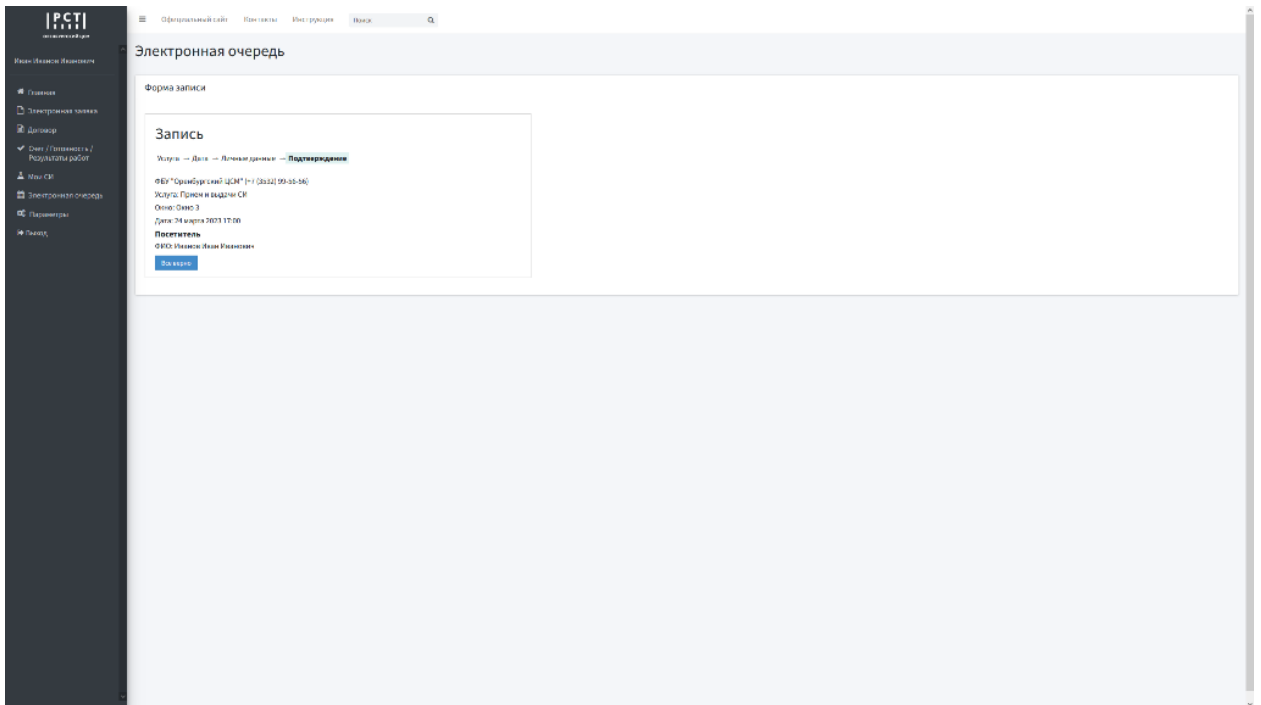 РСТ
Официальный сайт Контакты Инструкция Поиск
Иван Иванов Иванович
Главная
Электронная заявка
Договор
Счет / Готовность /
Результаты работ
Мои СИ
Электронная очередь
Параметры
Выход
Электронная очередь
Форма записи
Запись
Услуга → Дата → Личные данные → Подтверждение
ФБУ "Оренбургский ЦСМ"
Услуга: Прием и выдачи СИ
Окно: Окно 3
Дата: 24 марта 2023 17:00
Посетитель
ФИО: Иванов Иван Иванович
Все верно